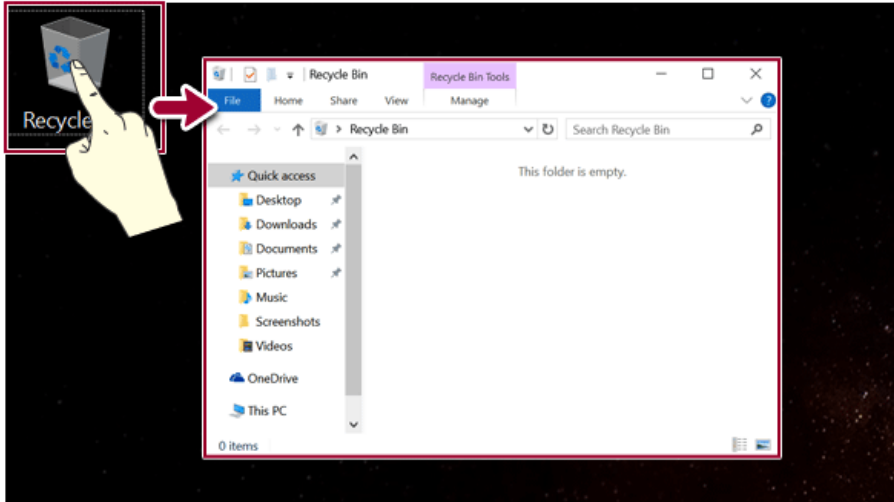 Recycle
Recycle Bin
Recycle Bin Tools
File Home Share View Manage
Recycle Bin
Search Recycle Bin
Quick access
This folder is empty.
Desktop
Downloads
Documents
Pictures
Music
Screenshots
Videos
OneDrive
This PC
0 items